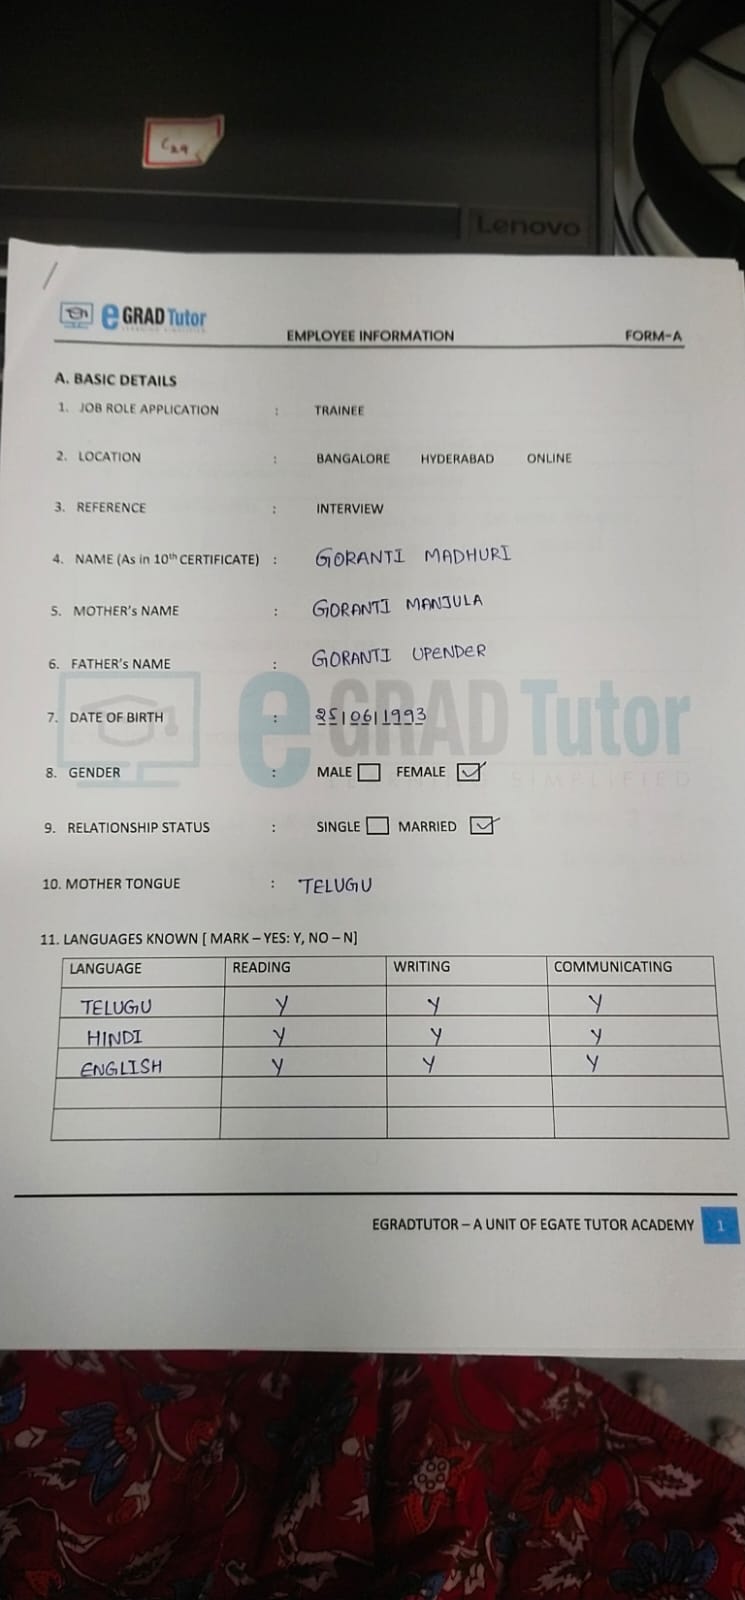 C29
Lenovo
eGRADTutor
EMPLOYEE INFORMATION FORM-A
A. BASIC DETAILS
1. JOB ROLE APPLICATION : TRAINEE
2. LOCATION : BANGALORE HYDERABAD ONLINE
3. REFERENCE : INTERVIEW
4. NAME (As in 10th CERTIFICATE) : GORANTI MADHURI
5. MOTHER's NAME : GORANTI MANJULA
6. FATHER's NAME : GORANTI UPENDER
eGRADTutor
7. DATE OF BIRTH : 25/06/1993
SIMPLIFIED
8. GENDER : MALE FEMALE
9. RELATIONSHIP STATUS : SINGLE MARRIED
10. MOTHER TONGUE : TELUGU
11. LANGUAGES KNOWN [ MARK – YES: Y, NO – N]
LANGUAGE READING WRITING COMMUNICATING
TELUGU Y Y Y
HINDI Y Y Y
ENGLISH Y Y Y
EGRADTUTOR – A UNIT OF EGATE TUTOR ACADEMY 1